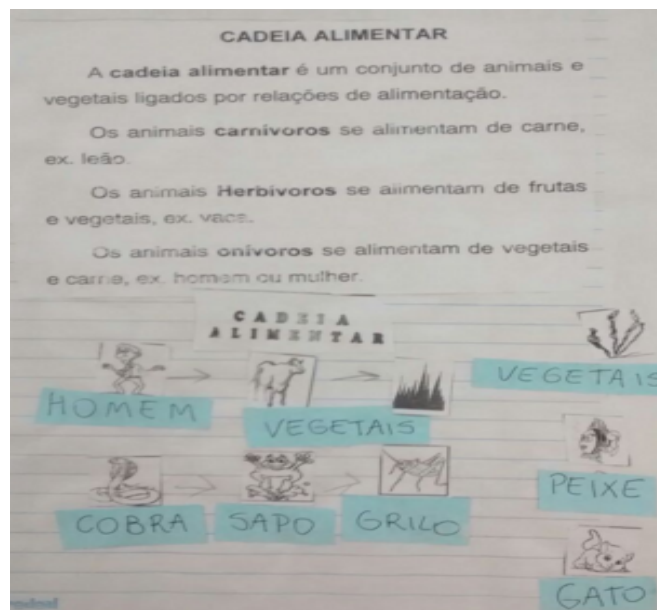 CADEIA ALIMENTAR
A cadeia alimentar é um conjunto de animais e
vegetais ligados por relações de alimentação.
Os animais carnívoros se alimentam de carne,
ex. leão.
Os animais Herbívoros se alimentam de frutas
e vegetais, ex. vaca.
Os animais onívoros se alimentam de vegetais
e carne, ex. homem ou mulher.
CADEIA
ALIMENTAR
VEGETAIS
HOMEM
VEGETAIS
PEIXE
COBRA SAPO GRILO
GATO